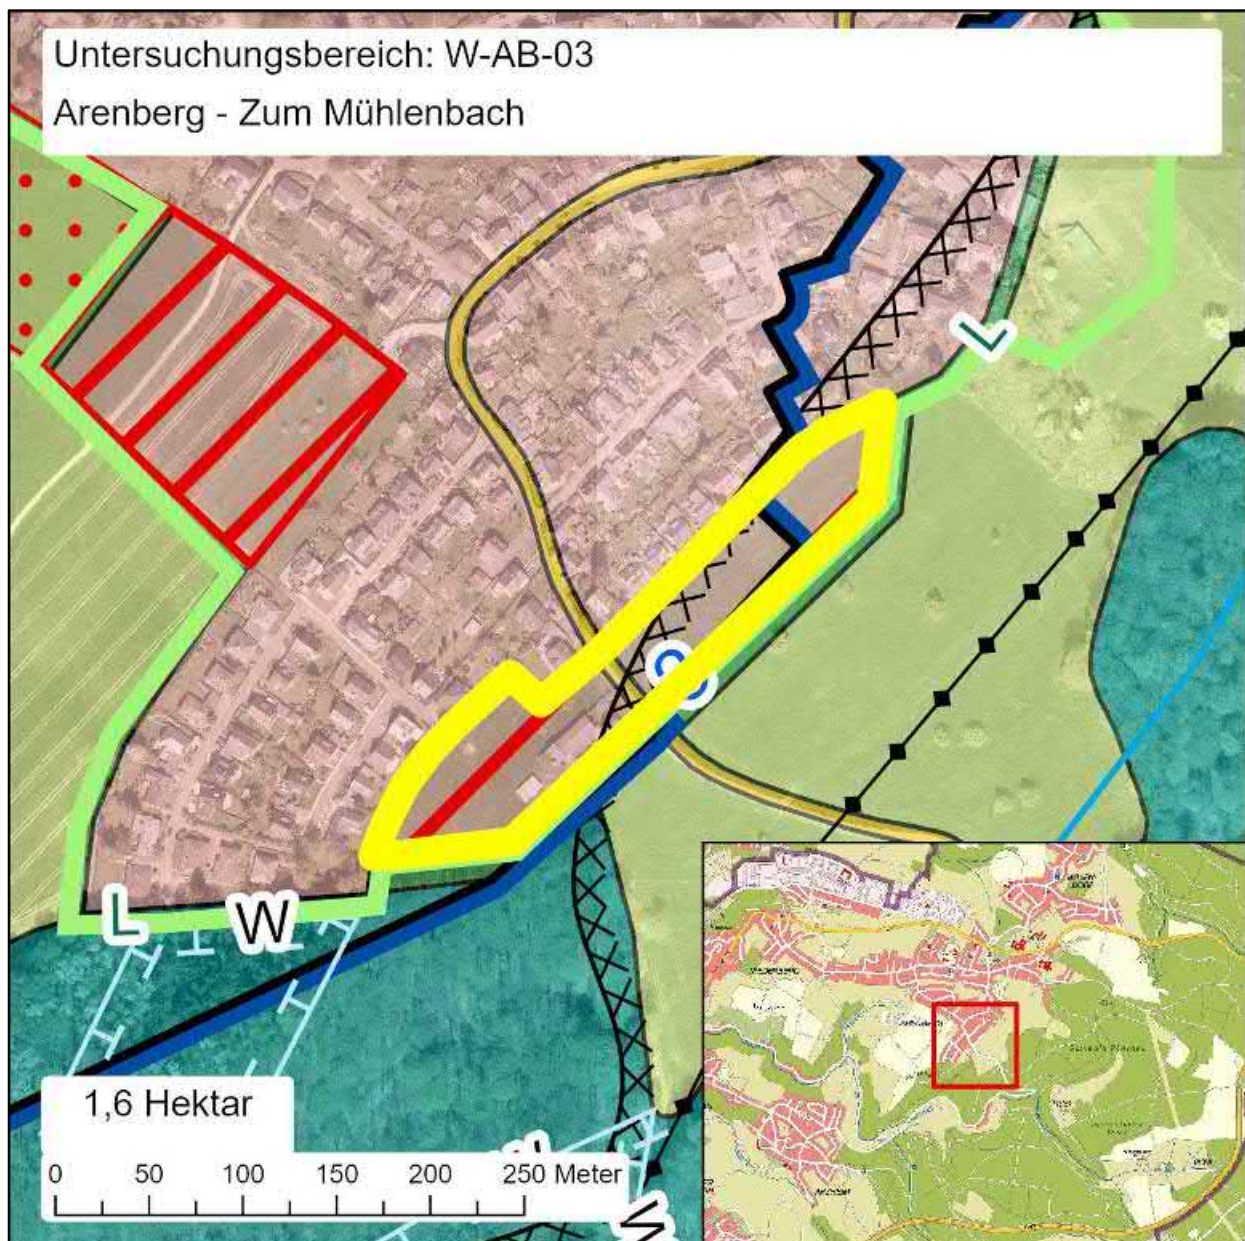 Untersuchungsbereich: W-AB-03
Arenberg - Zum Mühlenbach
L
L
W
1,6 Hektar
0 50 100 150 200 250 Meter